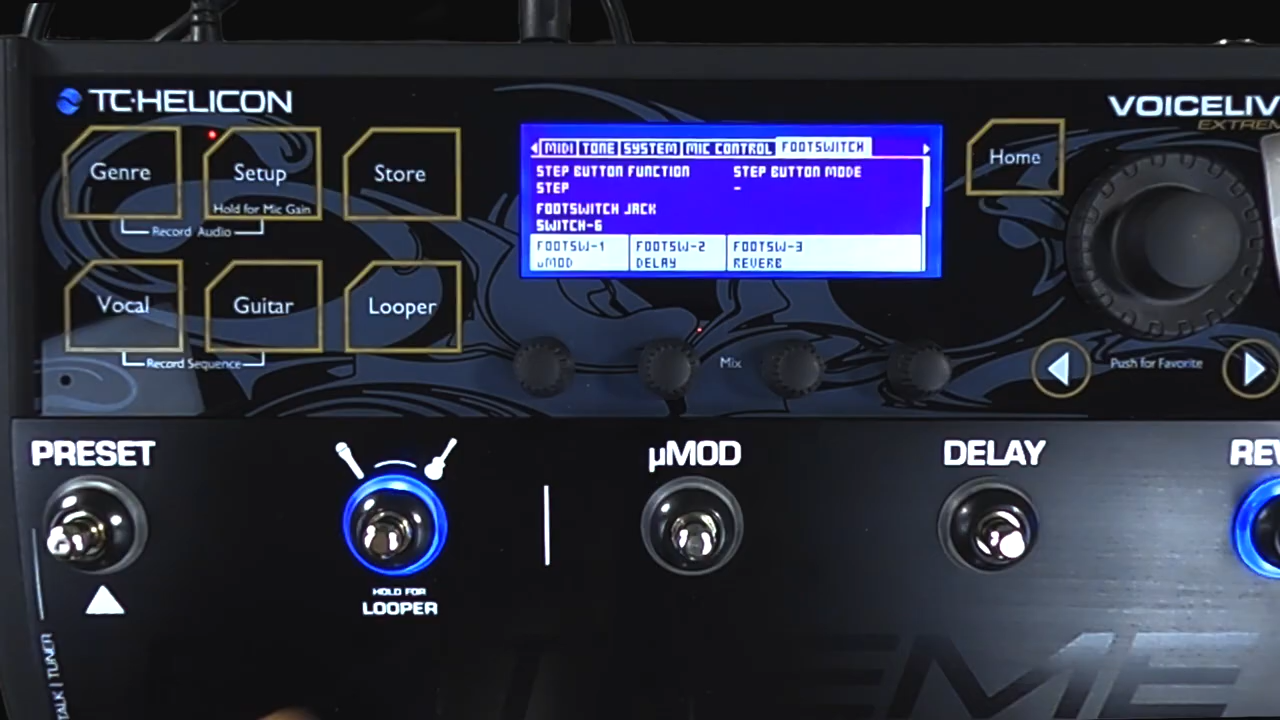 TC·HELICON
VOICELIV
EXTREM
Genre
Setup
Hold for Mic Gain
Store
Record Audio
Vocal
Guitar
Looper
Record Sequence
MIDI TONE SYSTEM MIC CONTROL FOOTSWITCH
STEP BUTTON FUNCTION STEP BUTTON MODE
STEP -
FOOTSWITCH JACK
SWITCH-6
FOOTSW-1 FOOTSW-2 FOOTSW-3
µMOD DELAY REVERB
Home
Mix
Push for Favorite
PRESET
µMOD
DELAY
REV
HOLD FOR
LOOPER
TALK | TUNER
EME